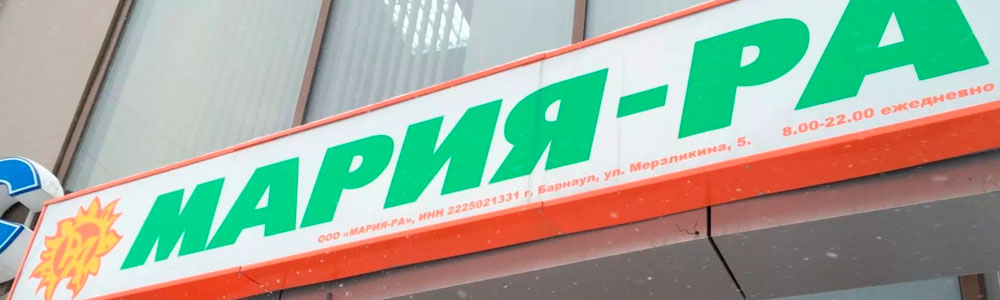 МАРИЯ-РА
ООО «МАРИЯ-РА», ИНН 2225021331 г. Барнаул, ул. Мерзликина, 5. 8.00-22.00 ежедневно